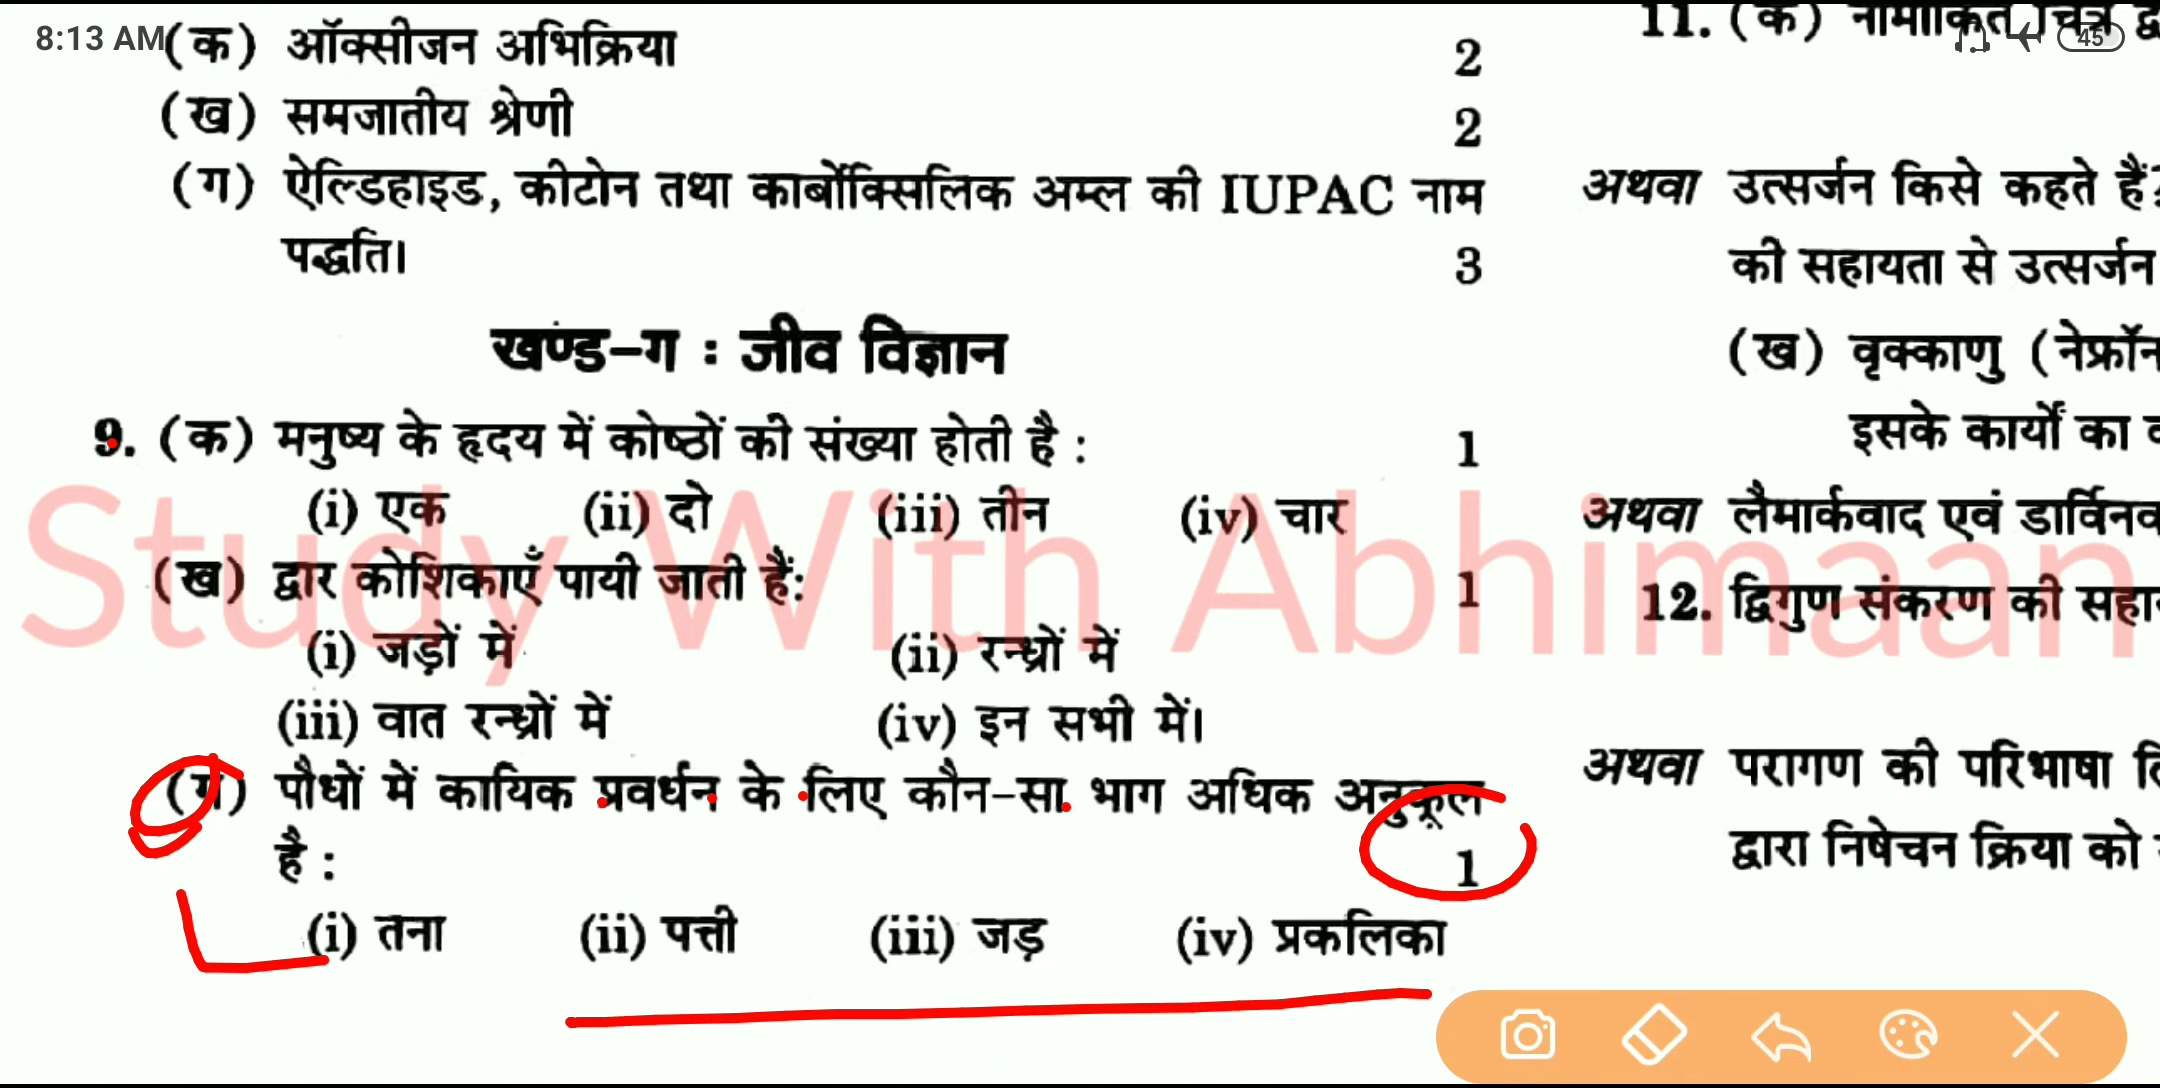 8:13 AM
45
(क) ऑक्सीजन अभिक्रिया 2
(ख) समजातीय श्रेणी 2
(ग) ऐल्डिहाइड, कीटोन तथा कार्बोक्सिलिक अम्ल की IUPAC नाम
पद्धति। 3
खण्ड-ग : जीव विज्ञान
9. (क) मनुष्य के हृदय में कोष्ठों की संख्या होती है : 1
(i) एक (ii) दो (iii) तीन (iv) चार
(ख) द्वार कोशिकाएँ पायी जाती हैं: 1
(i) जड़ों में (ii) रन्ध्रों में
(iii) वात रन्ध्रों में (iv) इन सभी में।
(ग) पौधों में कायिक प्रवर्धन के लिए कौन-सा भाग अधिक अनुकूल
है : 1
(i) तना (ii) पत्ती (iii) जड़ (iv) प्रकलिका
11. (क) नामांकित चित्र
अथवा उत्सर्जन किसे कहते हैं?
की सहायता से उत्सर्जन
(ख) वृक्काणु (नेफ्रॉन
इसके कार्यों का
अथवा लैमार्कवाद एवं
12. द्विगुण संकरण की
अथवा परागण की परिभाषा
द्वारा निषेचन क्रिया को
Study With Abhimaan